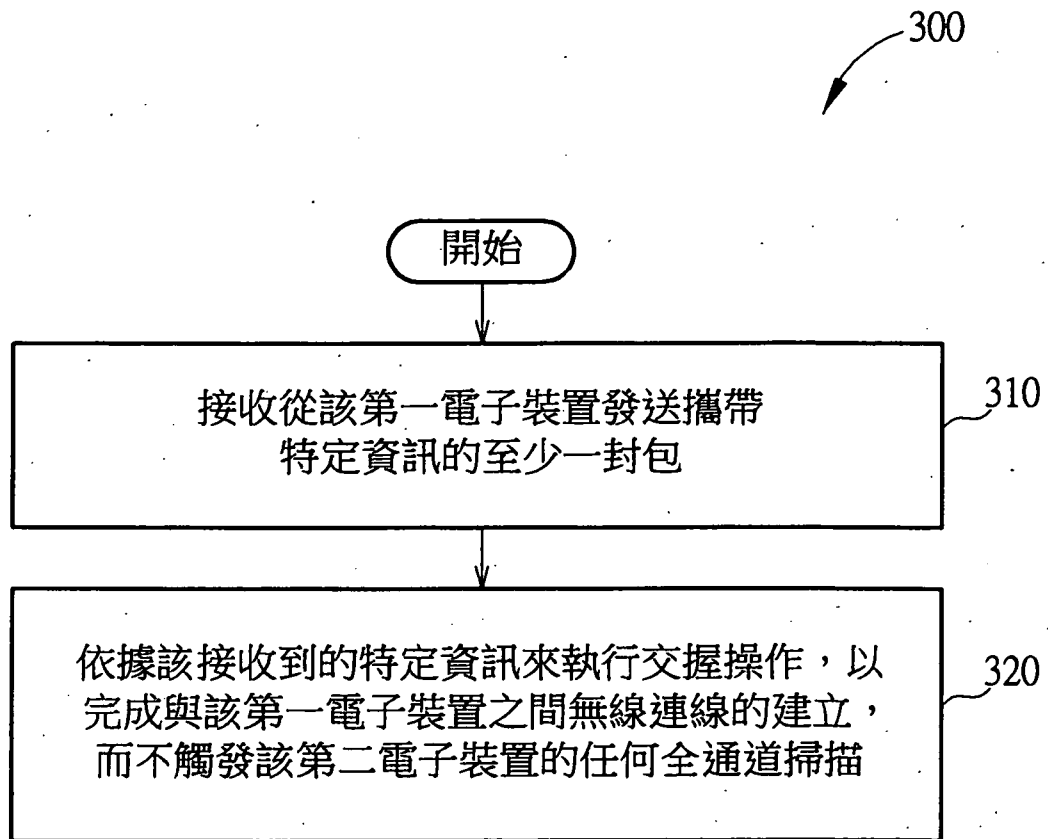 300
開始
接收從該第一電子裝置發送攜帶
特定資訊的至少一封包
310
依據該接收到的特定資訊來執行交握操作，以
完成與該第一電子裝置之間無線連線的建立，
而不觸發該第二電子裝置的任何全通道掃描
320